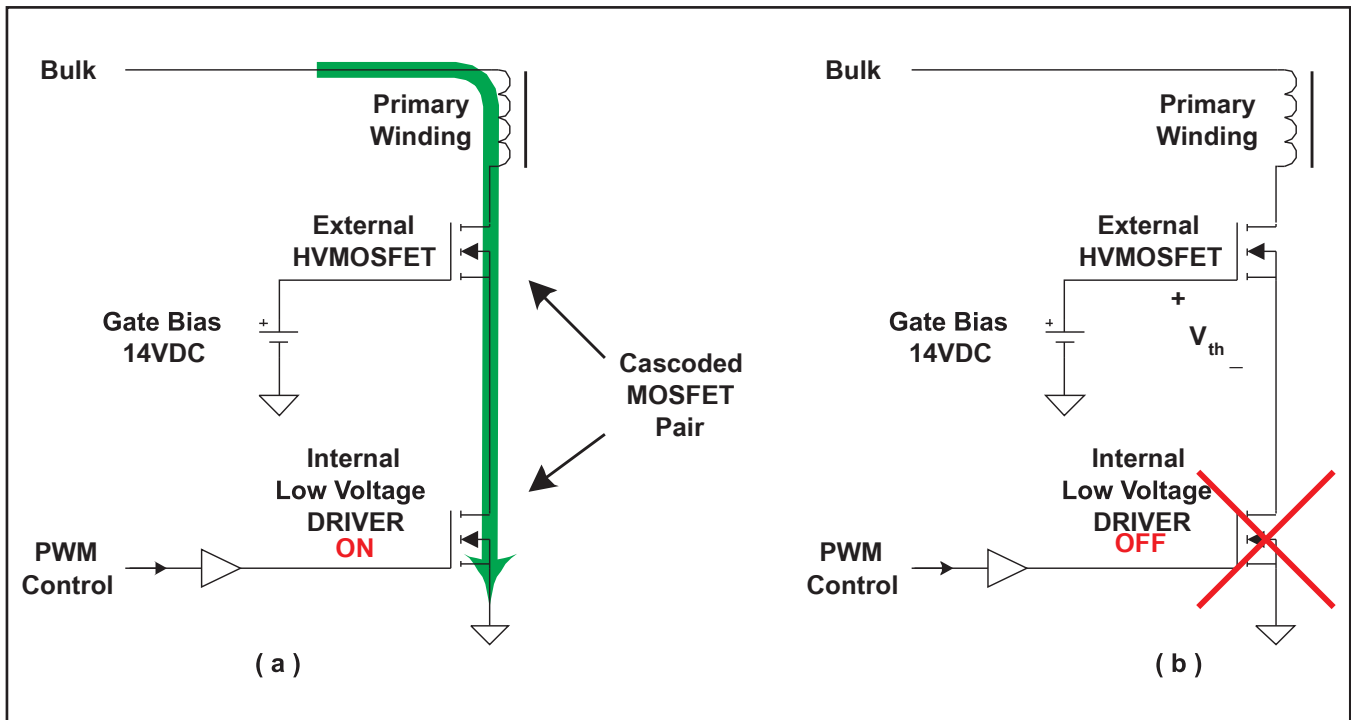 Bulk
Primary
Winding
External
HVMOSFET
+
Gate Bias
14VDC
Cascoded
MOSFET
Pair
Internal
Low Voltage
DRIVER
ON
PWM
Control
( a )
Bulk
Primary
Winding
External
HVMOSFET
+
Gate Bias
14VDC
+
Vth
_
Internal
Low Voltage
DRIVER
OFF
PWM
Control
( b )